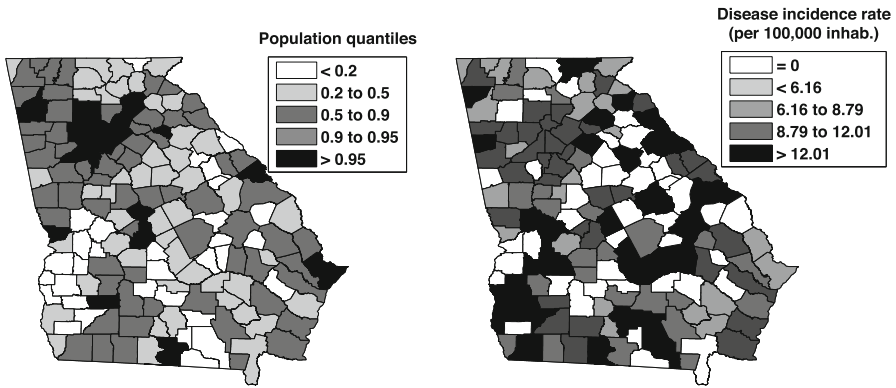 Population quantiles
< 0.2
0.2 to 0.5
0.5 to 0.9
0.9 to 0.95
> 0.95
Disease incidence rate
(per 100,000 inhab.)
= 0
< 6.16
6.16 to 8.79
8.79 to 12.01
> 12.01